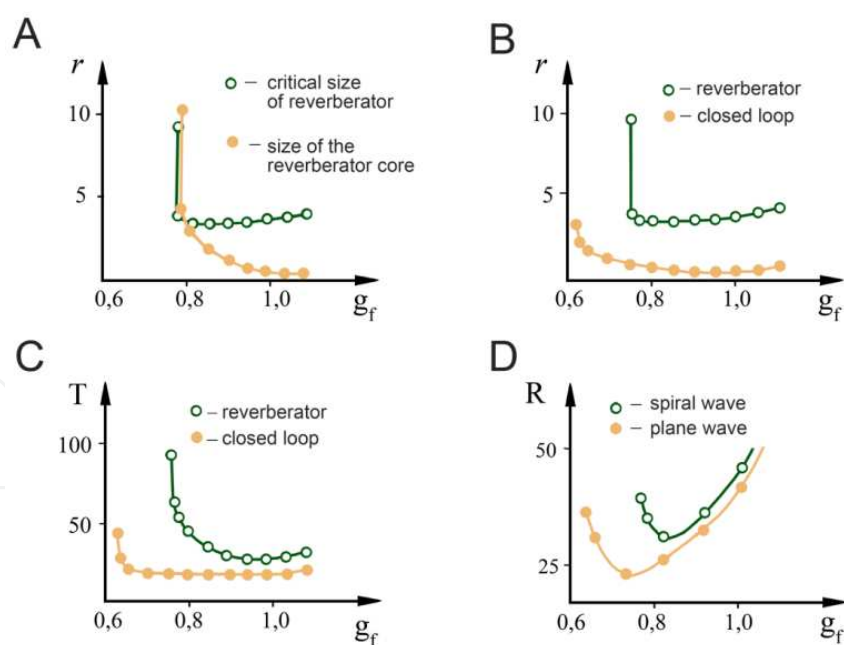 A
r
– critical size
of reverberator
– size of the
reverberator core
10
5
0,6 0,8 1,0
g_f
B
r
– reverberator
– closed loop
10
5
0,6 0,8 1,0
g_f
C
T
– reverberator
– closed loop
100
50
0,6 0,8 1,0
g_f
D
R
– spiral wave
– plane wave
50
25
0,6 0,8 1,0
g_f